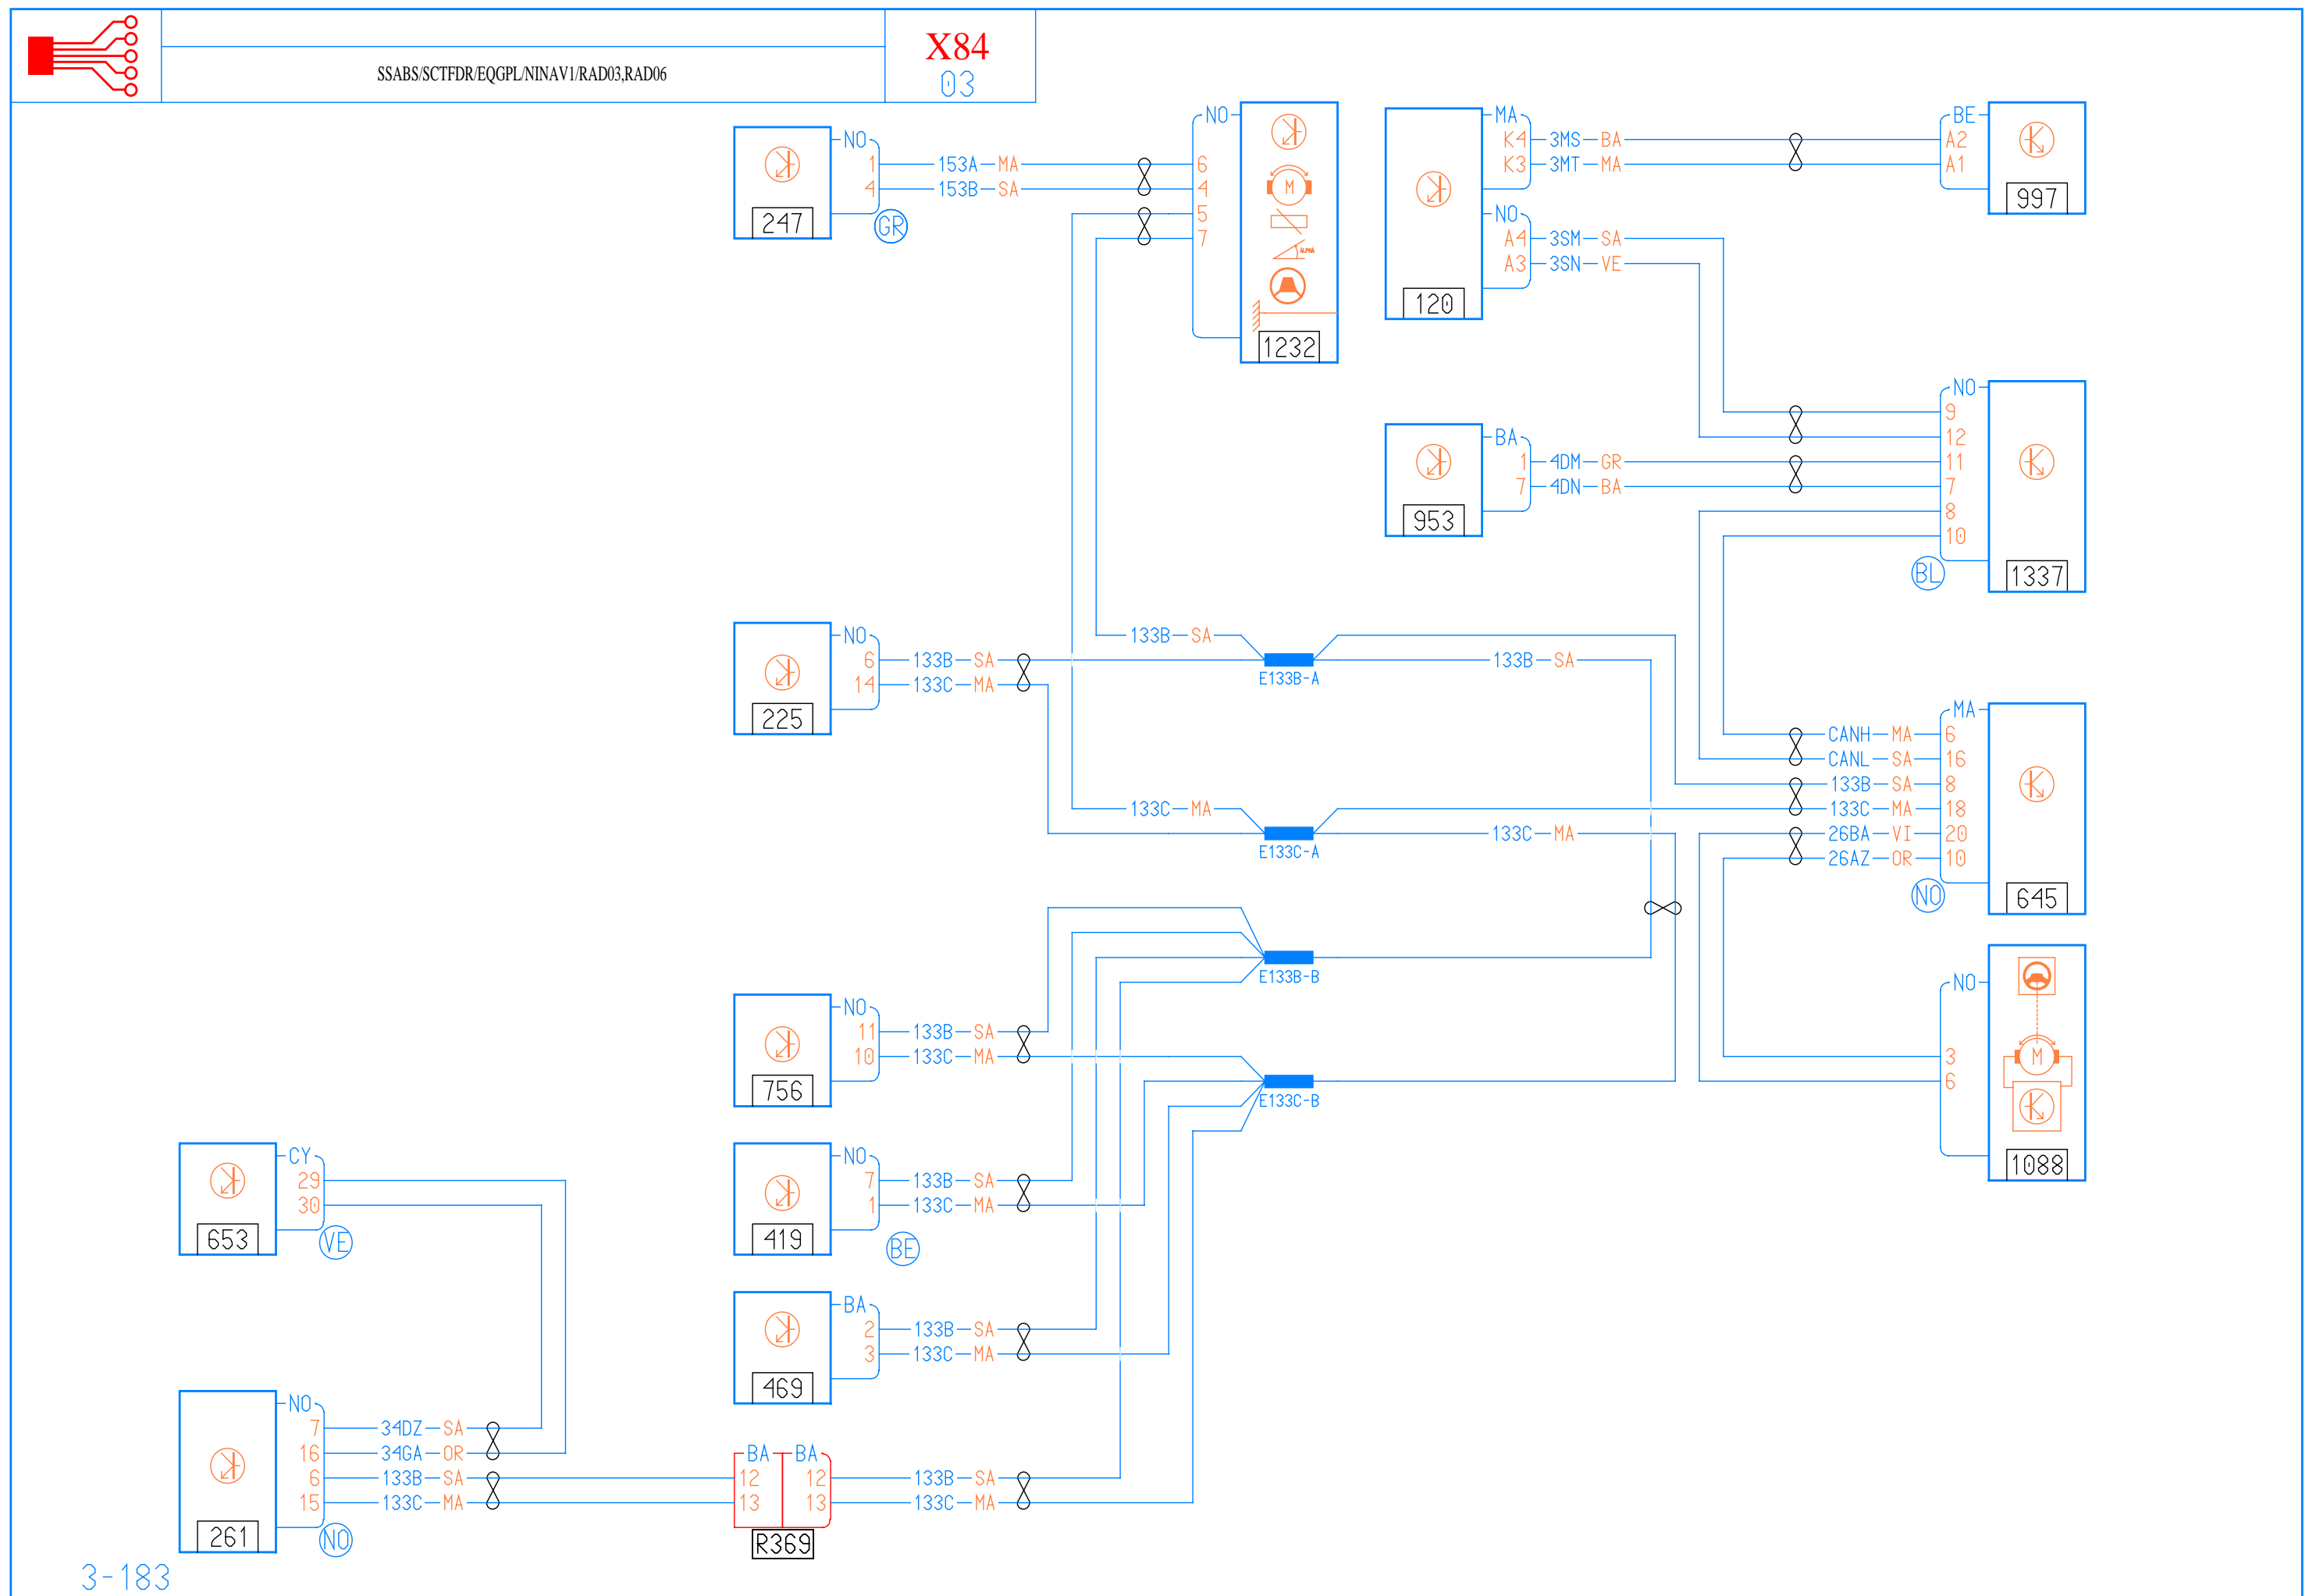 X84
SSABS/SCTFDR/EQGPL/NINAV1/RAD03,RAD06
03
NO
1 153A MA
4 153B SA
GR
247
NO
6
4
5
7
ALPHA
M
1232
MA
K4 3MS BA
K3 3MT MA
NO
A4 3SM SA
A3 3SN VE
120
BE
A2
A1
997
BA
1 4DM GR
7 4DN BA
953
NO
9
12
11
7
8
10
BL
1337
NO
6 133B SA
14 133C MA
225
133B SA
E133B-A
133B SA
133C MA
E133C-A
133C MA
MA
CANH MA 6
CANL SA 16
133B SA 8
133C MA 18
26BA VI 20
26AZ OR 10
NO
645
E133B-B
E133C-B
NO
11 133B SA
10 133C MA
756
NO
3
6
M
1088
NO
7 133B SA
1 133C MA
BE
419
CY
29
30
VE
653
BA
2 133B SA
3 133C MA
469
NO
7 34DZ SA
16 34GA OR
6 133B SA
15 133C MA
NO
261
BA BA
12 12 133B SA
13 13 133C MA
R369
3-183